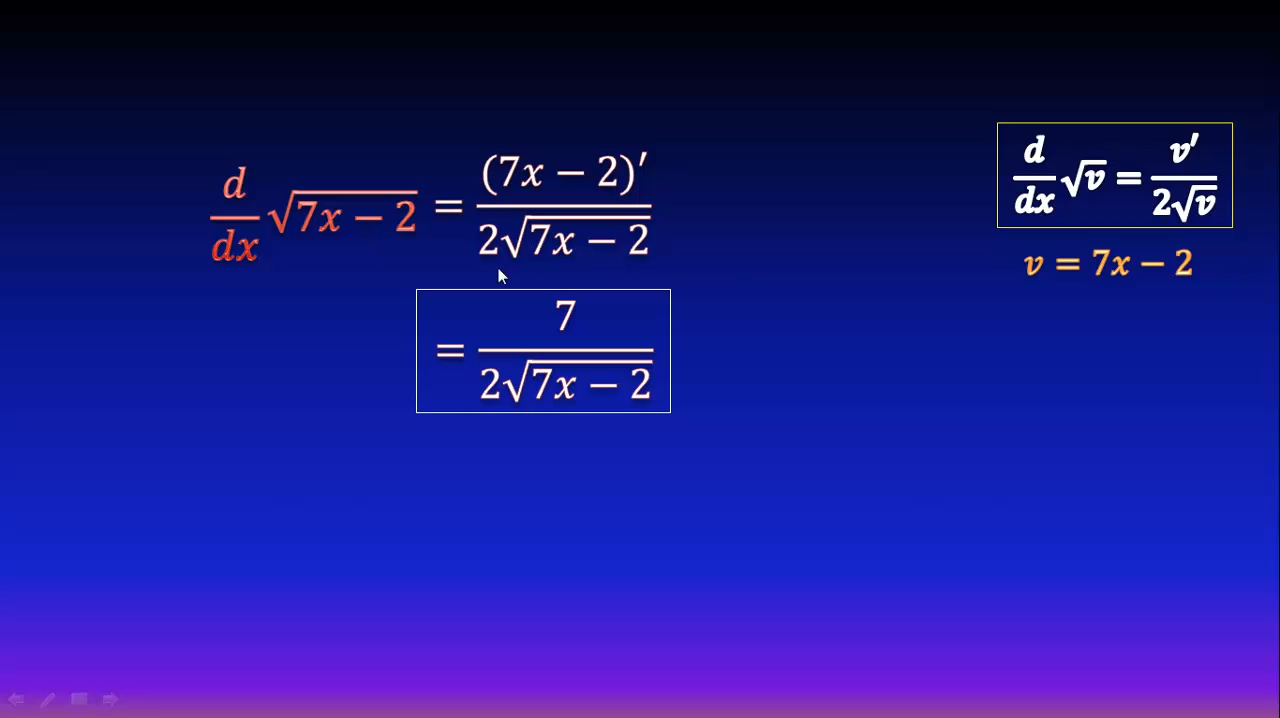 d/dx √(7x − 2) = (7x − 2)′ / 2√(7x − 2)
= 7 / 2√(7x − 2)
d/dx √v = v′ / 2√v
v = 7x − 2